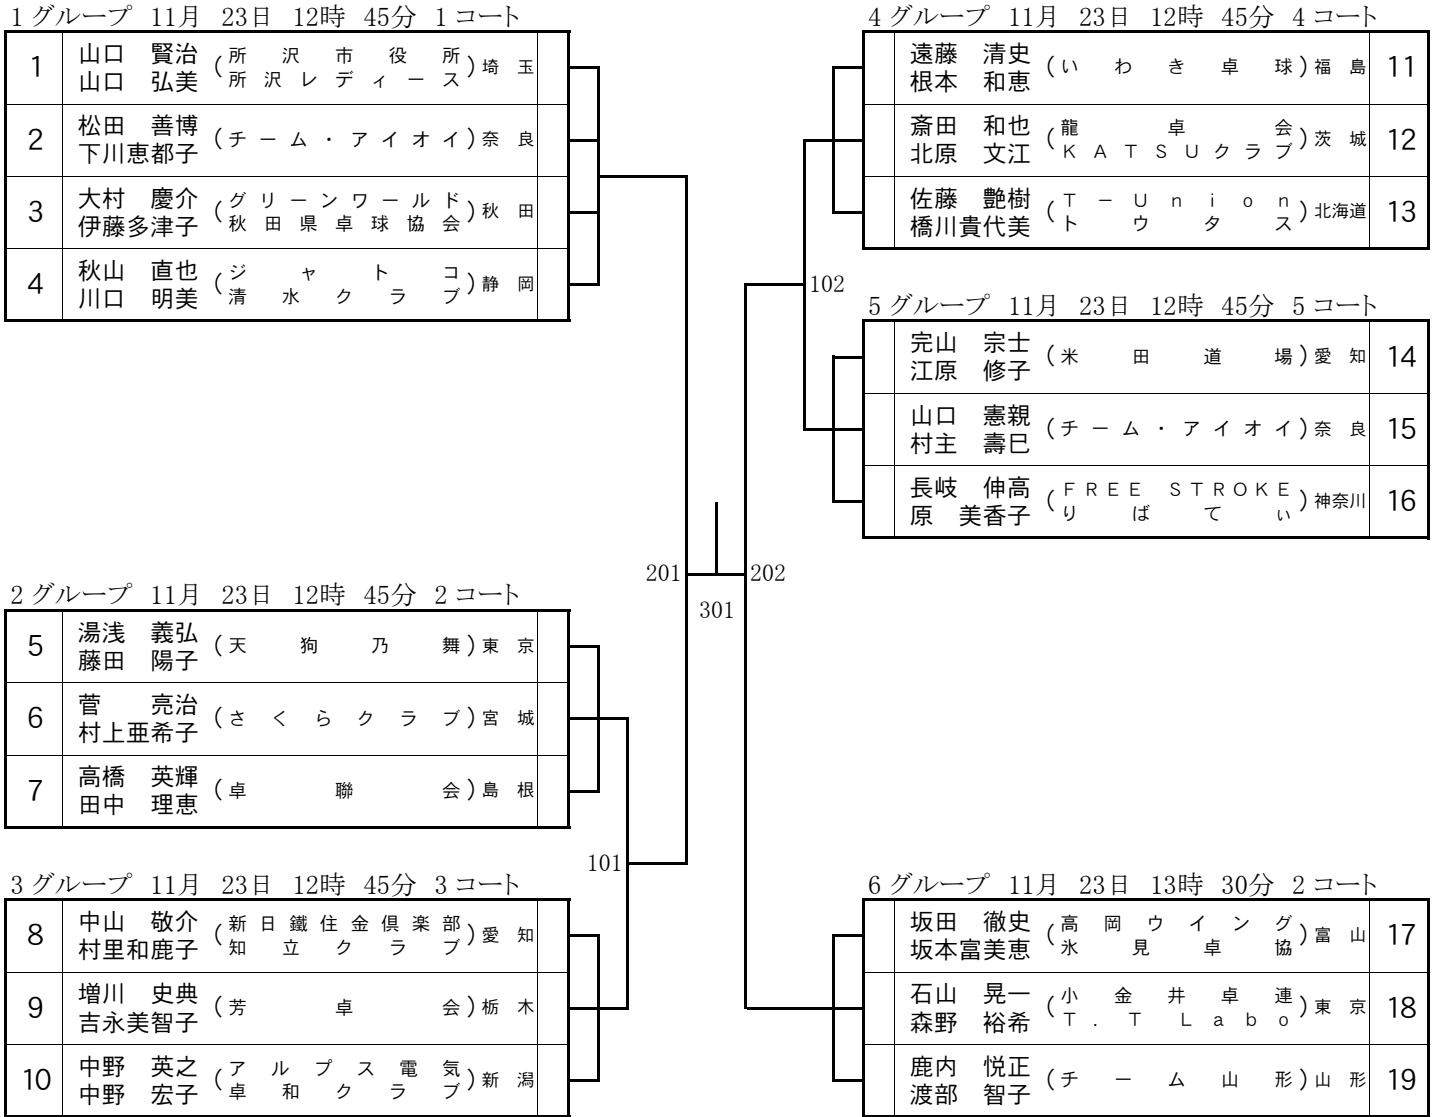 1 グループ 11月 23日 12時 45分 1 コート
1 山口 賢治 (所沢市役所) 埼玉
山口 弘美 (所沢レディース)
2 松田 善博 (チーム・アイオイ) 奈良
下川恵都子
3 大村 慶介 (グリーンワールド) 秋田
伊藤多津子 (秋田県卓球協会)
4 秋山 直也 (ジャトコ) 静岡
川口 明美 (清水クラブ)
2 グループ 11月 23日 12時 45分 2 コート
5 湯浅 義弘 (天狗乃舞) 東京
藤田 陽子
6 菅 亮治 (さくらクラブ) 宮城
村上亜希子
7 高橋 英輝 (卓聯会) 島根
田中 理恵
3 グループ 11月 23日 12時 45分 3 コート
8 中山 敬介 (新日鐵住金倶楽部) 愛知
村里和鹿子 (知立クラブ)
9 増川 史典 (芳卓会) 栃木
吉永美智子
10 中野 英之 (アルプス電気) 新潟
中野 宏子 (卓和クラブ)
101
201
301
202
102
4 グループ 11月 23日 12時 45分 4 コート
遠藤 清史 (いわき卓球) 福島 11
根本 和恵
斎田 和也 (龍卓会) 茨城 12
北原 文江 (KATSUクラブ)
佐藤 艶樹 (T－Union) 北海道 13
橋川貴代美 (トウタス)
5 グループ 11月 23日 12時 45分 5 コート
完山 宗士 (米田道場) 愛知 14
江原 修子
山口 憲親 (チーム・アイオイ) 奈良 15
村主 壽巳
長岐 伸高 (FREE STROKE) 神奈川 16
原 美香子 (りばてぃ)
6 グループ 11月 23日 13時 30分 2 コート
坂田 徹史 (高岡ウイング) 富山 17
坂本富美恵 (氷見卓協)
石山 晃一 (小金井卓連) 東京 18
森野 裕希 (T.T Labo)
鹿内 悦正 (チーム山形) 山形 19
渡部 智子